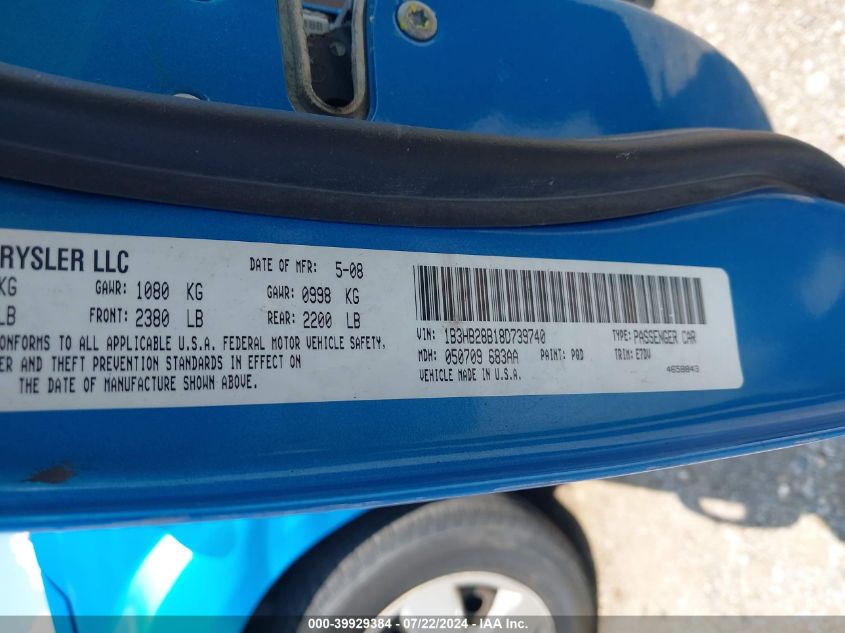 RYSLER LLC
DATE OF MFR: 5-08
KG GAWR: 1080 KG GAWR: 0998 KG
LB FRONT: 2380 LB REAR: 2200 LB
ONFORMS TO ALL APPLICABLE U.S.A. FEDERAL MOTOR VEHICLE SAFETY,
ER AND THEFT PREVENTION STANDARDS IN EFFECT ON
THE DATE OF MANUFACTURE SHOWN ABOVE.
VIN: 1B3HB28B18D739740 TYPE: PASSENGER CAR
MDH: 050709 683AA PAINT: PQD TRIM: E7DV
VEHICLE MADE IN U.S.A. 4658843
000-39929384 - 07/22/2024 - IAA Inc.